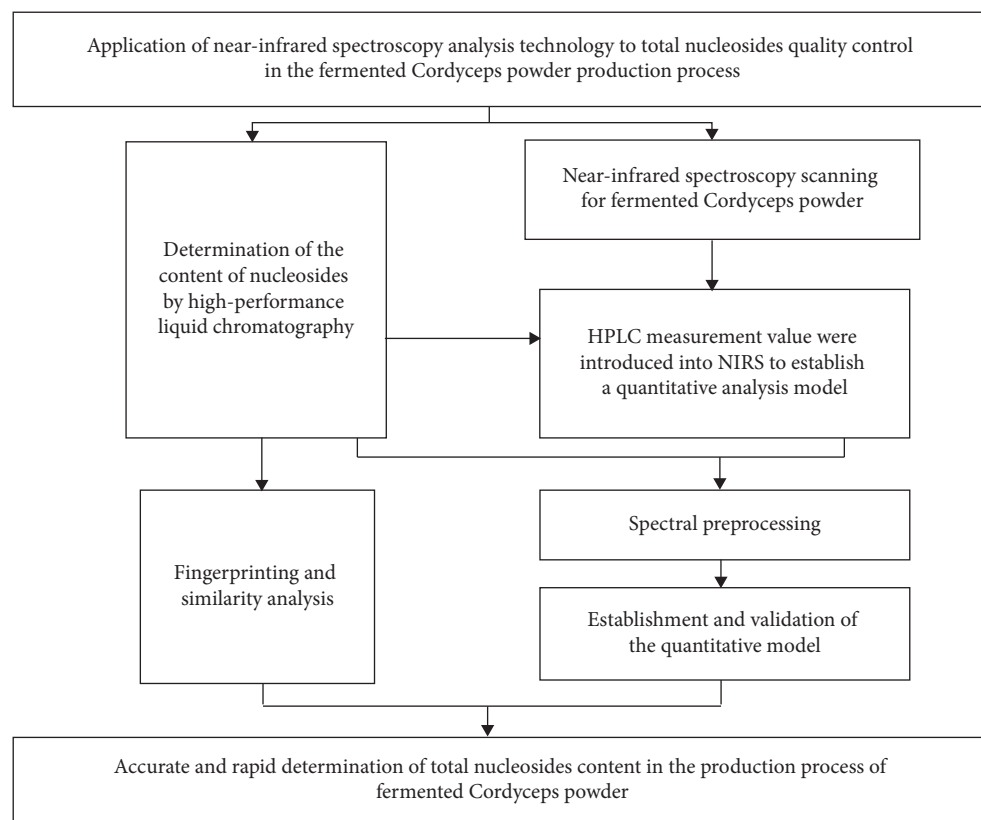 Application of near-infrared spectroscopy analysis technology to total nucleosides quality control
in the fermented Cordyceps powder production process
Determination of the
content of nucleosides
by high-performance
liquid chromatography
Near-infrared spectroscopy scanning
for fermented Cordyceps powder
HPLC measurement value were
introduced into NIRS to establish
a quantitative analysis model
Fingerprinting and
similarity analysis
Spectral preprocessing
Establishment and validation of
the quantitative model
Accurate and rapid determination of total nucleosides content in the production process of
fermented Cordyceps powder